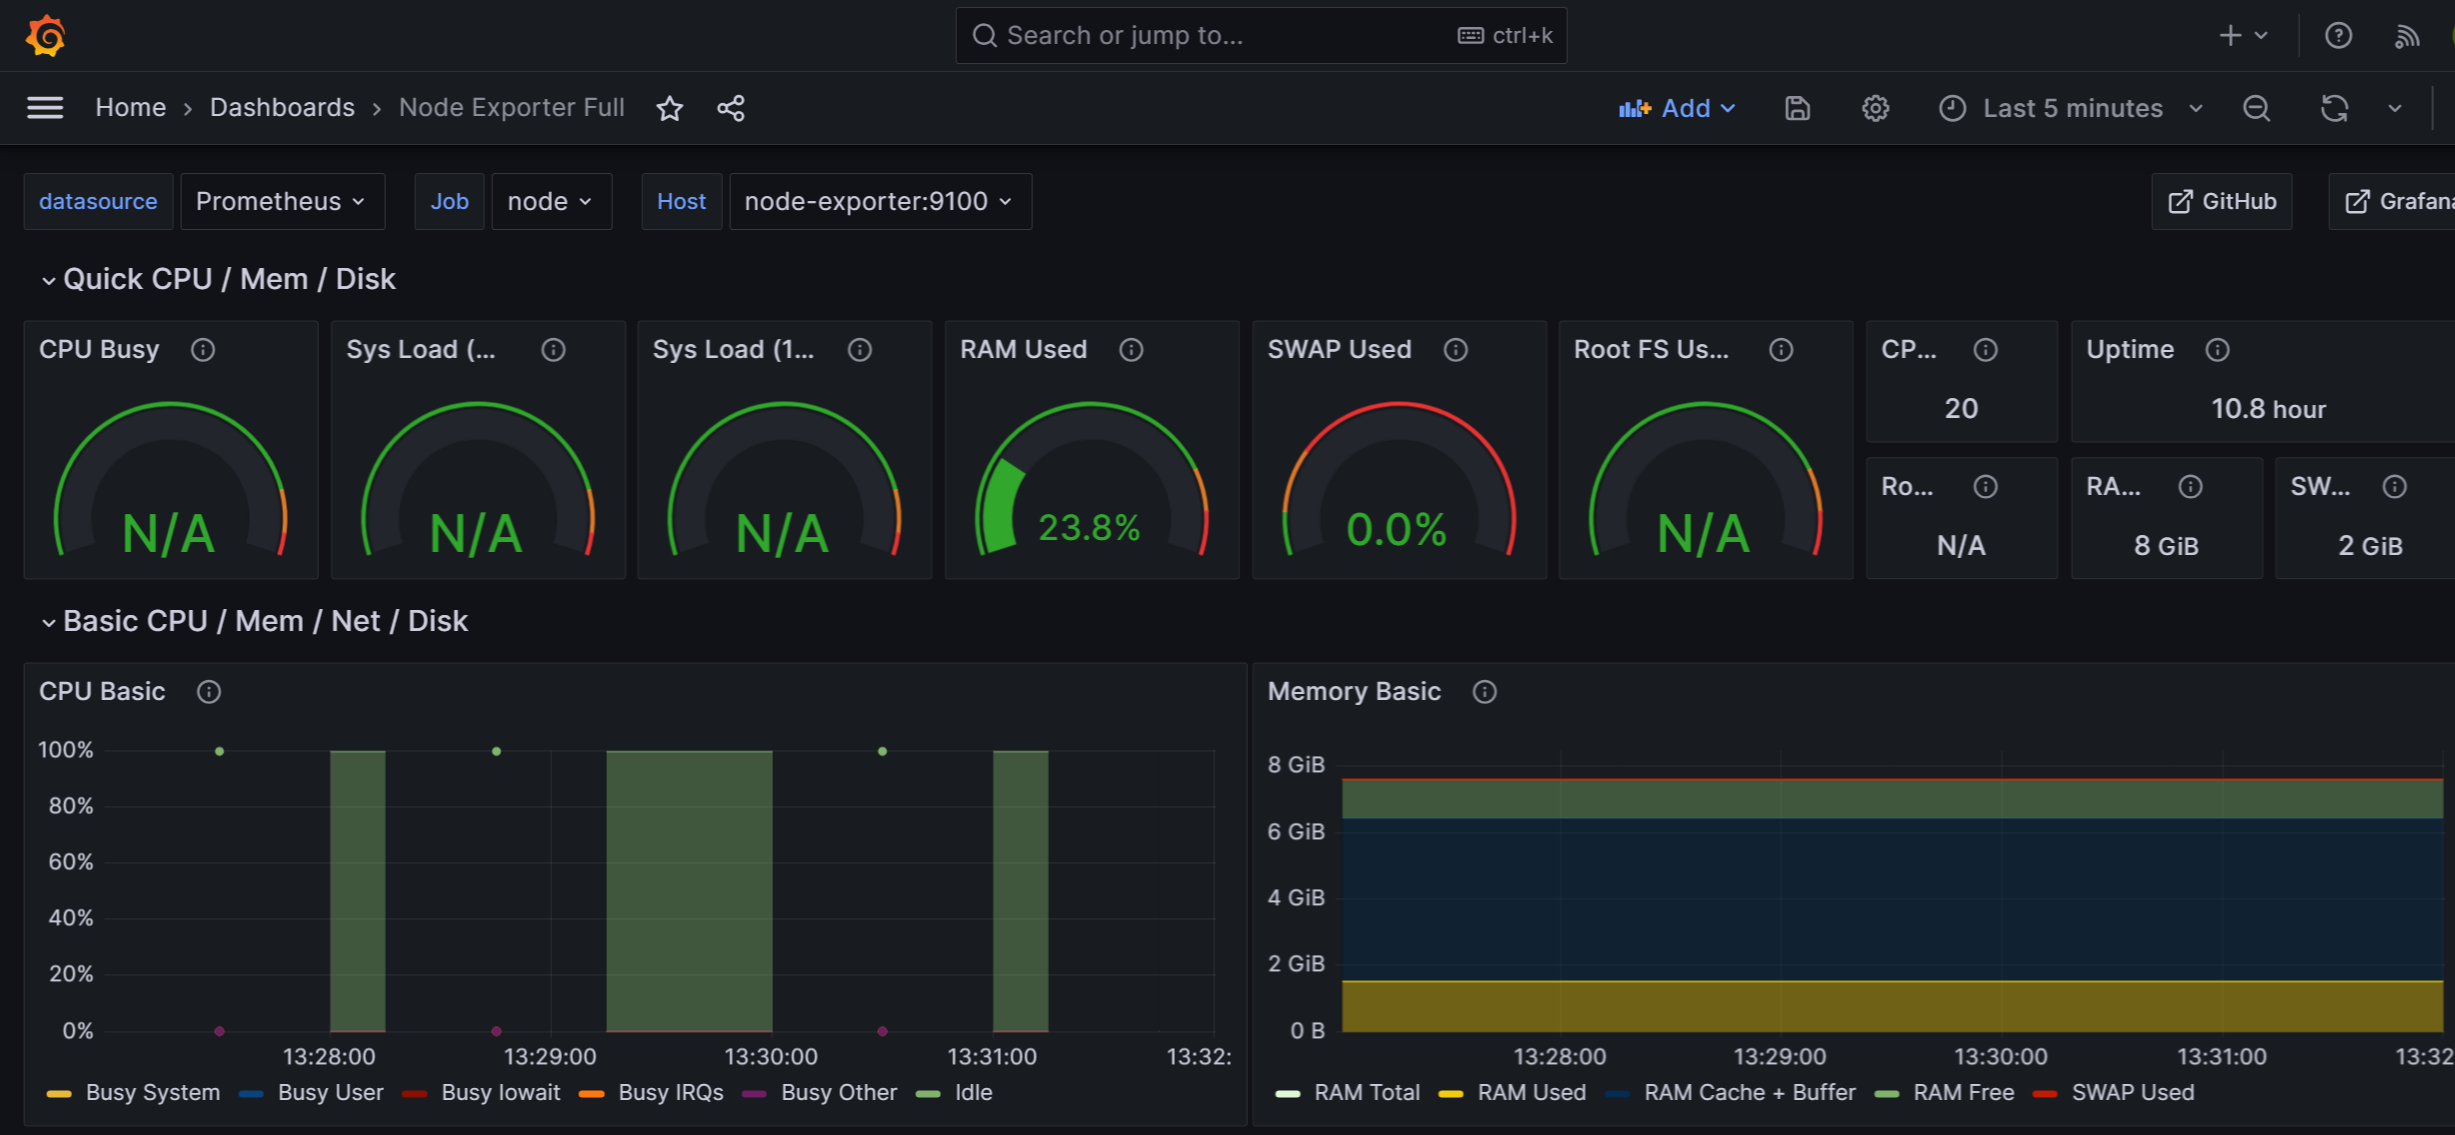 Search or jump to... ctrl+k
Home › Dashboards › Node Exporter Full
Add
Last 5 minutes
datasource Prometheus Job node Host node-exporter:9100 GitHub Grafana
Quick CPU / Mem / Disk
CPU Busy
N/A
Sys Load (...
N/A
Sys Load (1...
N/A
RAM Used
23.8%
SWAP Used
0.0%
Root FS Us...
N/A
CP...
20
Uptime
10.8 hour
Ro...
N/A
RA...
8 GiB
SW...
2 GiB
Basic CPU / Mem / Net / Disk
CPU Basic
100%
80%
60%
40%
20%
0%
13:28:00 13:29:00 13:30:00 13:31:00 13:32:
Busy System Busy User Busy Iowait Busy IRQs Busy Other Idle
Memory Basic
8 GiB
6 GiB
4 GiB
2 GiB
0 B
13:28:00 13:29:00 13:30:00 13:31:00 13:32
RAM Total RAM Used RAM Cache + Buffer RAM Free SWAP Used